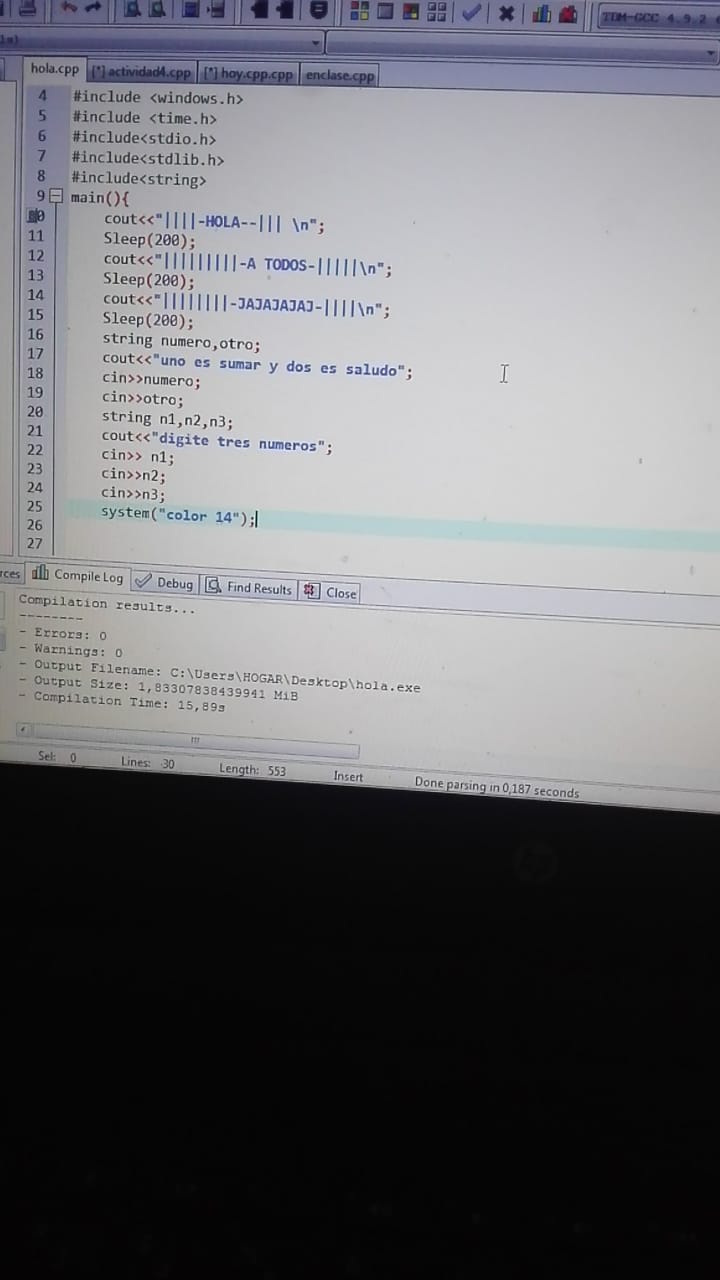 TDM-GCC 4.9.2
hola.cpp [*] actividad4.cpp [*] hoy.cpp.cpp enclase.cpp
4 #include <windows.h>
5 #include <time.h>
6 #include<stdio.h>
7 #include<stdlib.h>
8 #include<string>
9 main(){
10 cout<<"||||-HOLA--||| \n";
11 Sleep(200);
12 cout<<"|||||||||-A TODOS-|||||\n";
13 Sleep(200);
14 cout<<"||||||||-JAJAJAJAJ-||||\n";
15 Sleep(200);
16 string numero,otro;
17 cout<<"uno es sumar y dos es saludo";
18 cin>>numero;
19 cin>>otro;
20 string n1,n2,n3;
21 cout<<"digite tres numeros";
22 cin>> n1;
23 cin>>n2;
24 cin>>n3;
25 system("color 14");
26
27
rces Compile Log Debug Find Results Close
Compilation results...
--------
- Errors: 0
- Warnings: 0
- Output Filename: C:\Users\HOGAR\Desktop\hola.exe
- Output Size: 1,83307838439941 MiB
- Compilation Time: 15,89s
Sel: 0 Lines: 30 Length: 553 Insert Done parsing in 0,187 seconds